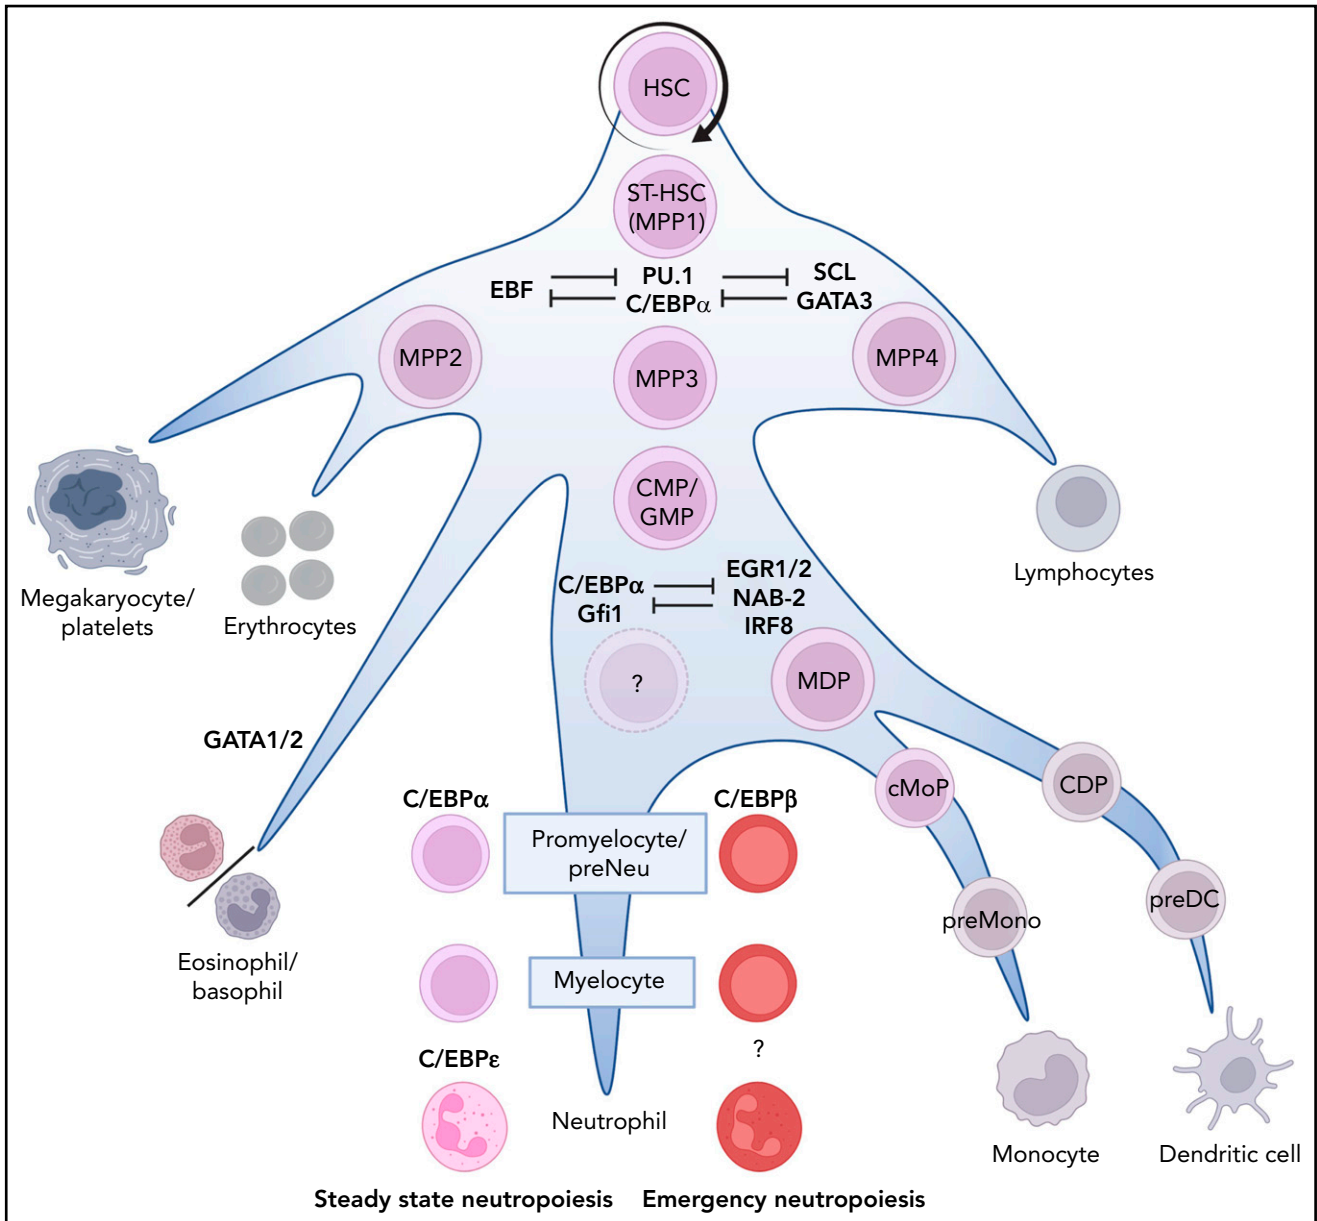 HSC
ST-HSC
(MPP1)
EBF
PU.1
C/EBPα
SCL
GATA3
MPP2
MPP3
MPP4
CMP/
GMP
Megakaryocyte/
platelets
Erythrocytes
Lymphocytes
C/EBPα
Gfi1
EGR1/2
NAB-2
IRF8
?
MDP
GATA1/2
cMoP
CDP
C/EBPα
Promyelocyte/
preNeu
C/EBPβ
preMono
preDC
Eosinophil/
basophil
Myelocyte
C/EBPε
?
Neutrophil
Monocyte
Dendritic cell
Steady state neutropoiesis
Emergency neutropoiesis